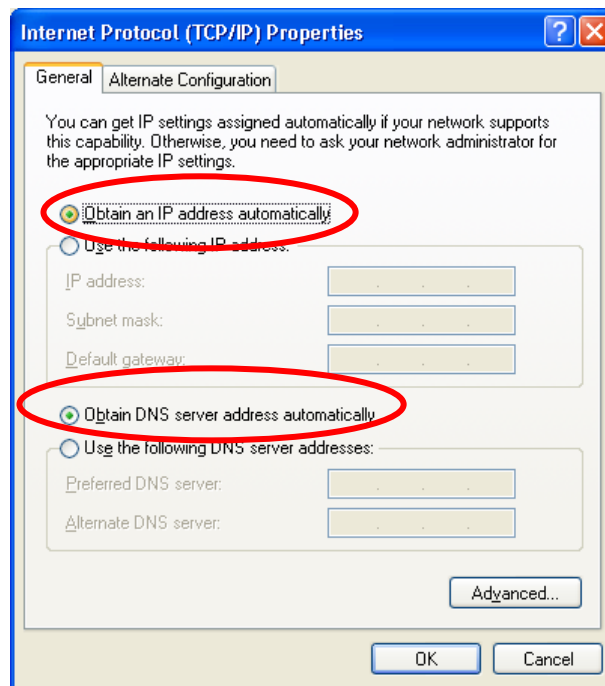 Internet Protocol (TCP/IP) Properties
General
Alternate Configuration
You can get IP settings assigned automatically if your network supports
this capability. Otherwise, you need to ask your network administrator for
the appropriate IP settings.
Obtain an IP address automatically
Use the following IP address:
IP address:
Subnet mask:
Default gateway:
Obtain DNS server address automatically
Use the following DNS server addresses:
Preferred DNS server:
Alternate DNS server:
Advanced...
OK
Cancel